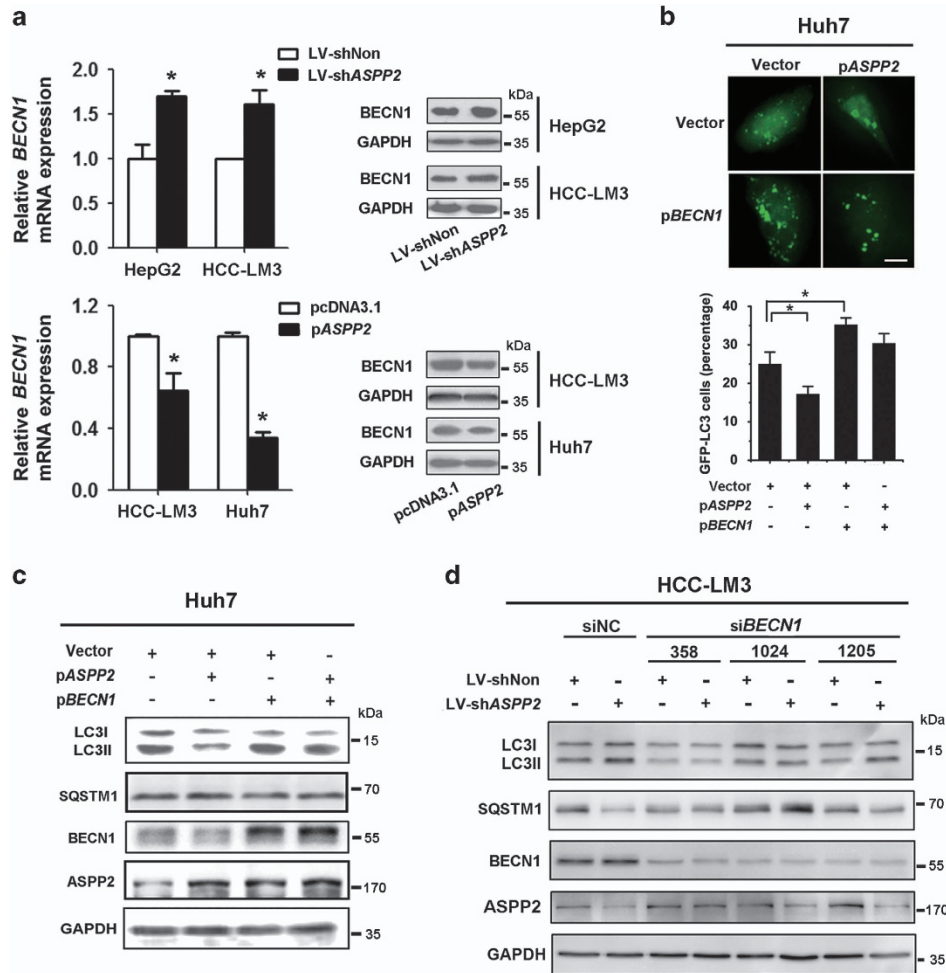 a
LV-shNon
LV-shASPP2
Relative BECN1
mRNA expression
2.0
1.5
1.0
0.5
0.0
* *
HepG2 HCC-LM3
kDa
BECN1 55
GAPDH 35
HepG2
BECN1 55
GAPDH 35
HCC-LM3
LV-shNon
LV-shASPP2
pcDNA3.1
pASPP2
Relative BECN1
mRNA expression
1.2
0.8
0.4
0.0
* *
HCC-LM3 Huh7
kDa
BECN1 55
GAPDH 35
HCC-LM3
BECN1 55
GAPDH 35
Huh7
pcDNA3.1
pASPP2
b
Huh7
Vector pASPP2
Vector
pBECN1
GFP-LC3 cells (percentage)
40
30
20
10
0
*
*
Vector + + + -
pASPP2 - + - +
pBECN1 - - + +
c
Huh7
Vector + + + -
pASPP2 - + - +
pBECN1 - - + +
kDa
LC3I
LC3II
15
SQSTM1 70
BECN1 55
ASPP2 170
GAPDH 35
d
HCC-LM3
siNC siBECN1
358 1024 1205
LV-shNon + - + - + - + -
LV-shASPP2 - + - + - + - +
kDa
LC3I
LC3II
15
SQSTM1 70
BECN1 55
ASPP2 170
GAPDH 35